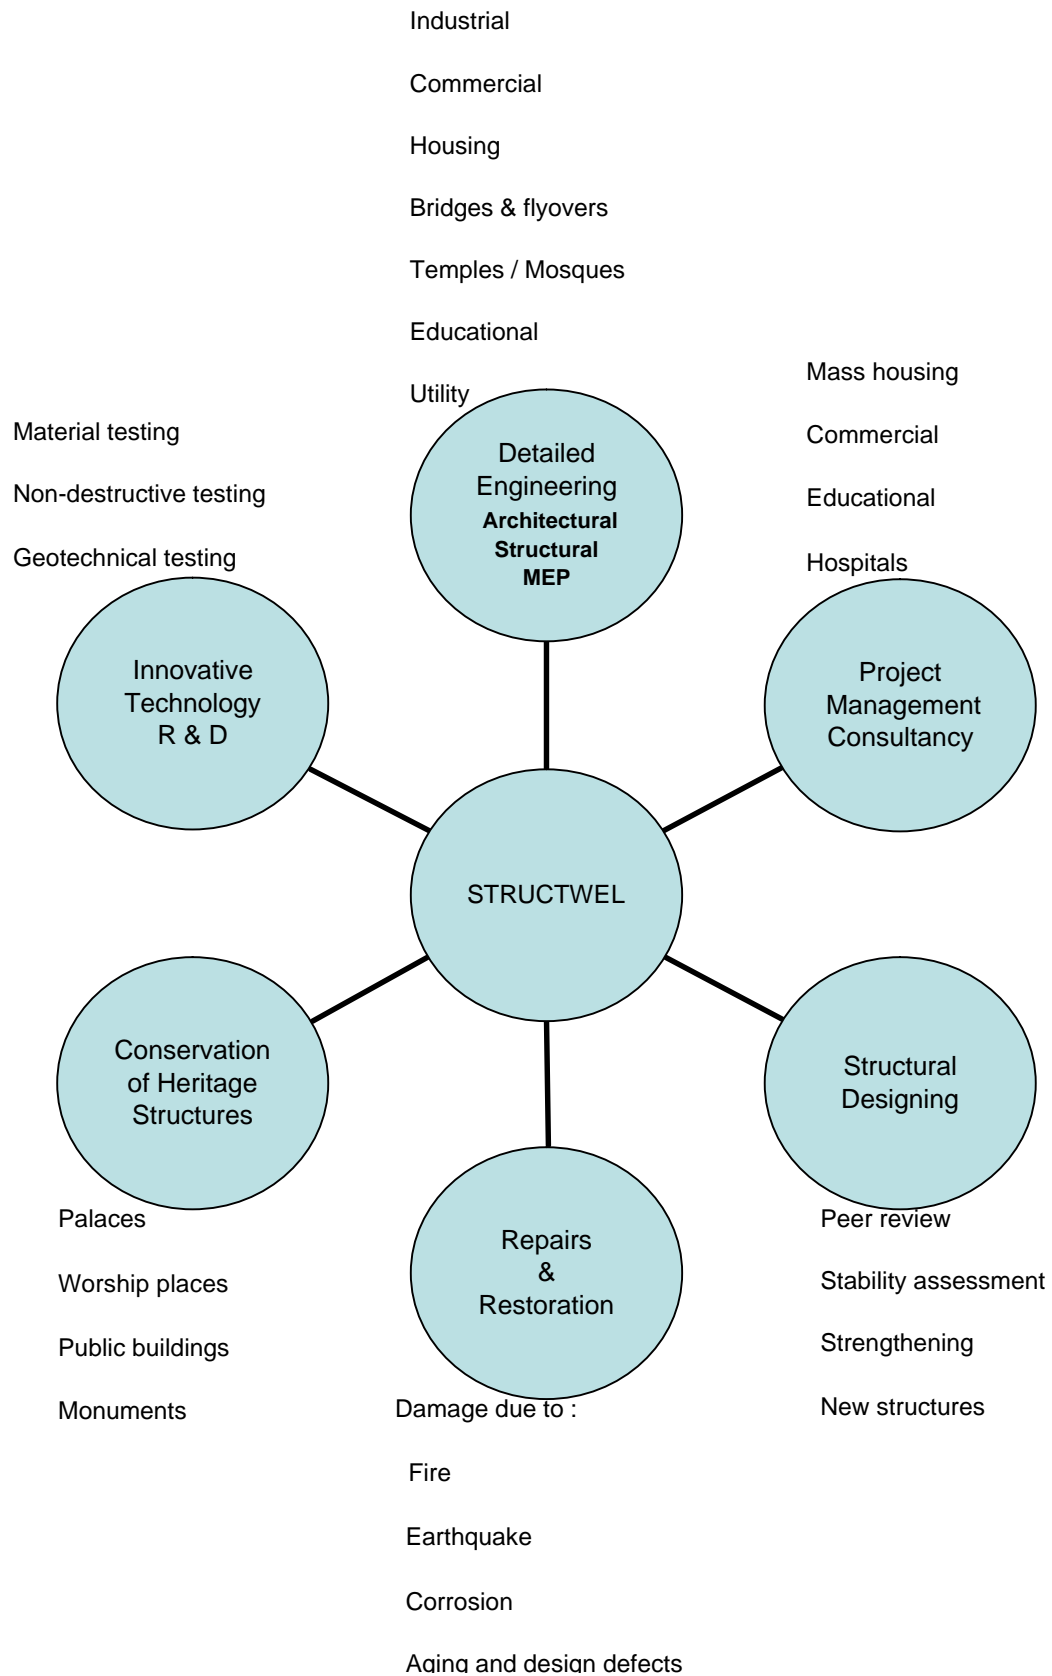 Industrial
Commercial
Housing
Bridges & flyovers
Temples / Mosques
Educational
Utility
Detailed
Engineering
Architectural
Structural
MEP
Mass housing
Commercial
Educational
Hospitals
Project
Management
Consultancy
Material testing
Non-destructive testing
Geotechnical testing
Innovative
Technology
R & D
STRUCTWEL
Conservation
of Heritage
Structures
Palaces
Worship places
Public buildings
Monuments
Repairs
&
Restoration
Damage due to :
Fire
Earthquake
Corrosion
Aging and design defects
Structural
Designing
Peer review
Stability assessment
Strengthening
New structures